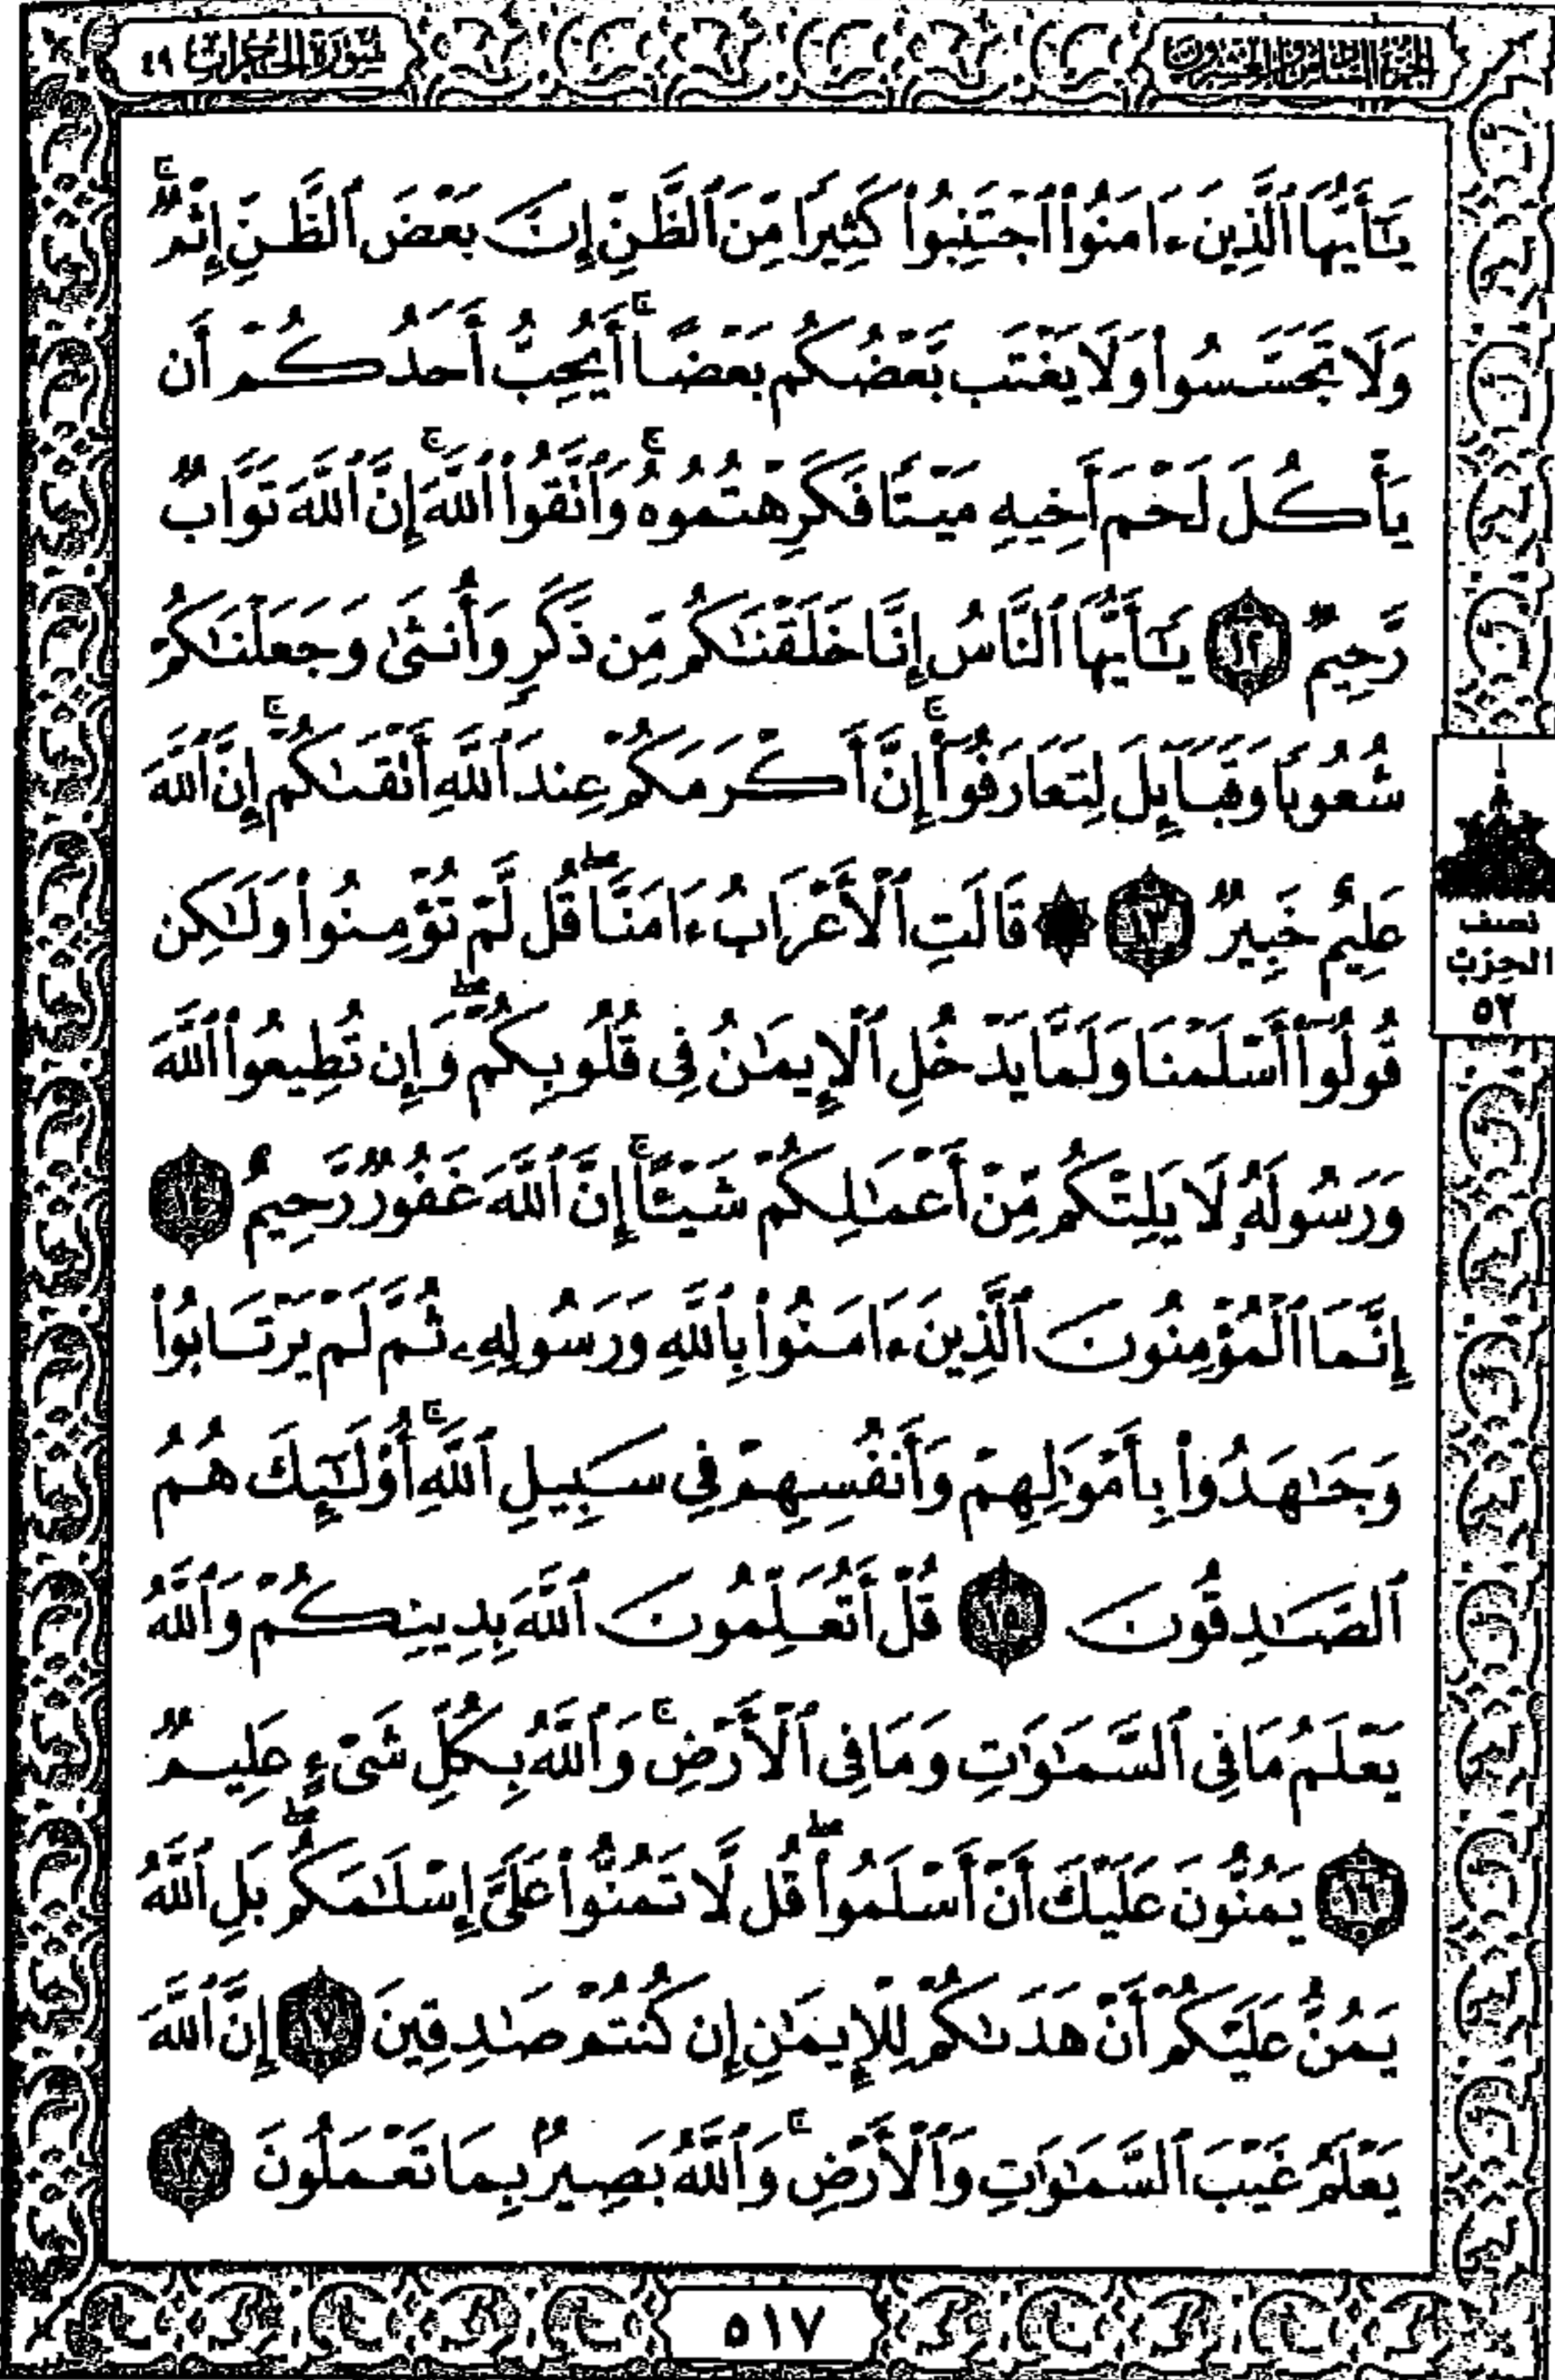 الجزء السادس والعشرون
سورة الحجرات ٤٩
يَٰٓأَيُّهَا ٱلَّذِينَ ءَامَنُوا۟ ٱجْتَنِبُوا۟ كَثِيرًا مِّنَ ٱلظَّنِّ إِنَّ بَعْضَ ٱلظَّنِّ إِثْمٌ ۖ
وَلَا تَجَسَّسُوا۟ وَلَا يَغْتَب بَّعْضُكُم بَعْضًا ۚ أَيُحِبُّ أَحَدُكُمْ أَن
يَأْكُلَ لَحْمَ أَخِيهِ مَيْتًا فَكَرِهْتُمُوهُ ۚ وَٱتَّقُوا۟ ٱللَّهَ ۚ إِنَّ ٱللَّهَ تَوَّابٌ
رَّحِيمٌ ١٢ يَٰٓأَيُّهَا ٱلنَّاسُ إِنَّا خَلَقْنَٰكُم مِّن ذَكَرٍ وَأُنثَىٰ وَجَعَلْنَٰكُمْ
شُعُوبًا وَقَبَآئِلَ لِتَعَارَفُوٓا۟ ۚ إِنَّ أَكْرَمَكُمْ عِندَ ٱللَّهِ أَتْقَىٰكُمْ ۚ إِنَّ ٱللَّهَ
عَلِيمٌ خَبِيرٌ ١٣ ۞ قَالَتِ ٱلْأَعْرَابُ ءَامَنَّا ۖ قُل لَّمْ تُؤْمِنُوا۟ وَلَٰكِن
قُولُوٓا۟ أَسْلَمْنَا وَلَمَّا يَدْخُلِ ٱلْإِيمَٰنُ فِى قُلُوبِكُمْ ۖ وَإِن تُطِيعُوا۟ ٱللَّهَ
وَرَسُولَهُۥ لَا يَلِتْكُم مِّنْ أَعْمَٰلِكُمْ شَيْـًٔا ۚ إِنَّ ٱللَّهَ غَفُورٌ رَّحِيمٌ ١٤
إِنَّمَا ٱلْمُؤْمِنُونَ ٱلَّذِينَ ءَامَنُوا۟ بِٱللَّهِ وَرَسُولِهِۦ ثُمَّ لَمْ يَرْتَابُوا۟
وَجَٰهَدُوا۟ بِأَمْوَٰلِهِمْ وَأَنفُسِهِمْ فِى سَبِيلِ ٱللَّهِ ۚ أُو۟لَٰٓئِكَ هُمُ
ٱلصَّٰدِقُونَ ١٥ قُلْ أَتُعَلِّمُونَ ٱللَّهَ بِدِينِكُمْ وَٱللَّهُ
يَعْلَمُ مَا فِى ٱلسَّمَٰوَٰتِ وَمَا فِى ٱلْأَرْضِ ۚ وَٱللَّهُ بِكُلِّ شَىْءٍ عَلِيمٌ
١٦ يَمُنُّونَ عَلَيْكَ أَنْ أَسْلَمُوا۟ ۖ قُل لَّا تَمُنُّوا۟ عَلَىَّ إِسْلَٰمَكُم ۖ بَلِ ٱللَّهُ
يَمُنُّ عَلَيْكُمْ أَنْ هَدَىٰكُمْ لِلْإِيمَٰنِ إِن كُنتُمْ صَٰدِقِينَ ١٧ إِنَّ ٱللَّهَ
يَعْلَمُ غَيْبَ ٱلسَّمَٰوَٰتِ وَٱلْأَرْضِ ۚ وَٱللَّهُ بَصِيرٌۢ بِمَا تَعْمَلُونَ ١٨
نصف
الحزب
٥٢
٥١٧